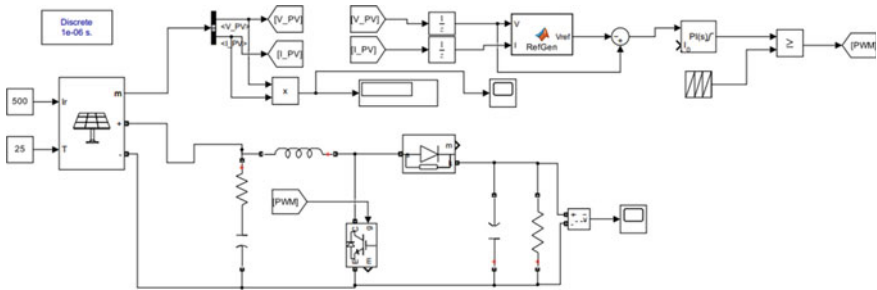 Discrete
1e-06 s.
<V_PV>
<I_PV>
[V_PV]
[I_PV]
[V_PV]
[I_PV]
1
z
1
z
V
I
RefGen
Vref
PI(s)
I_0
≥
[PWM]
x
500
Ir
25
T
m
+
-
[PWM]
g
C
E
m
m
a
k
+
-
v